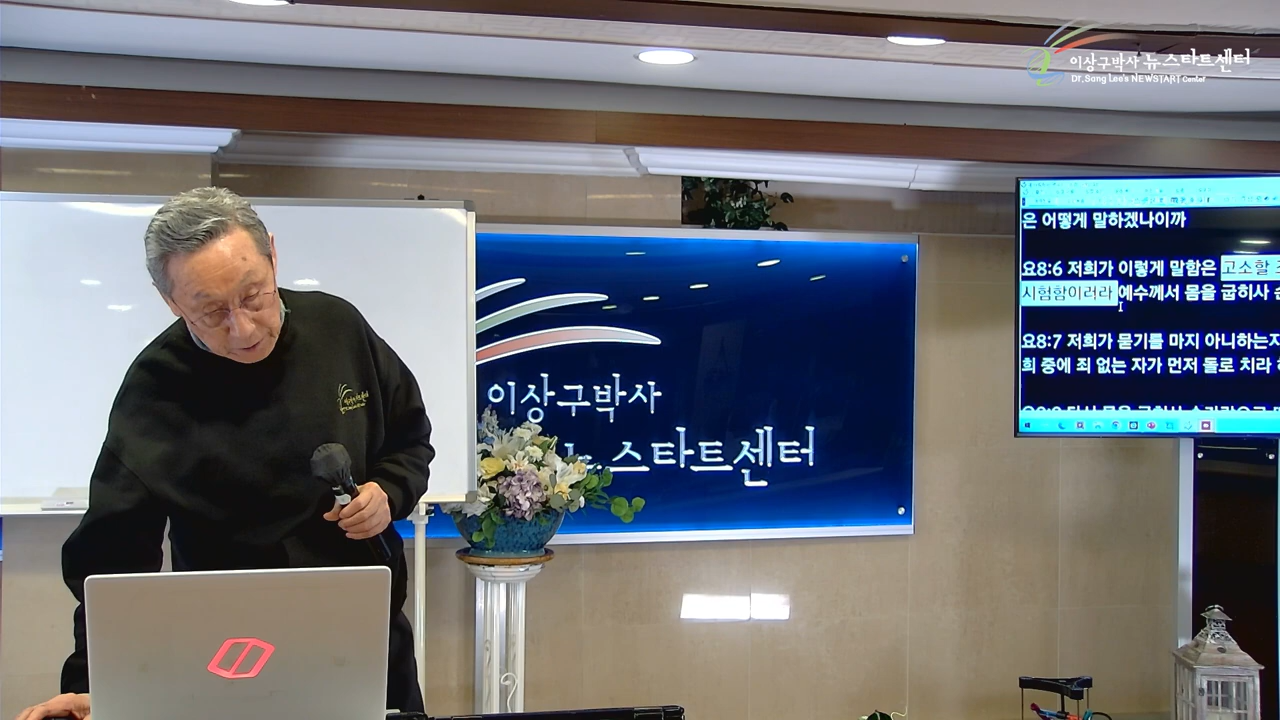 이상구박사 뉴스타트센터
Dr.Sang Lee's NEWSTART Center
은 어떻게 말하겠나이까
요8:6 저희가 이렇게 말함은 고소할
시험함이러라 예수께서 몸을 굽히사
요8:7 저희가 묻기를 마지 아니하는지
희 중에 죄 없는 자가 먼저 돌로 치라
이상구박사
뉴스타트센터